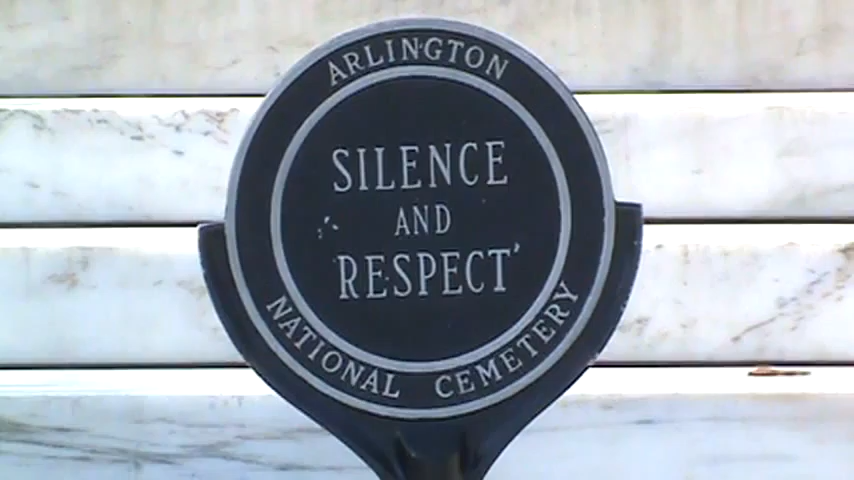 ARLINGTON
SILENCE
AND
RESPECT
NATIONAL CEMETERY